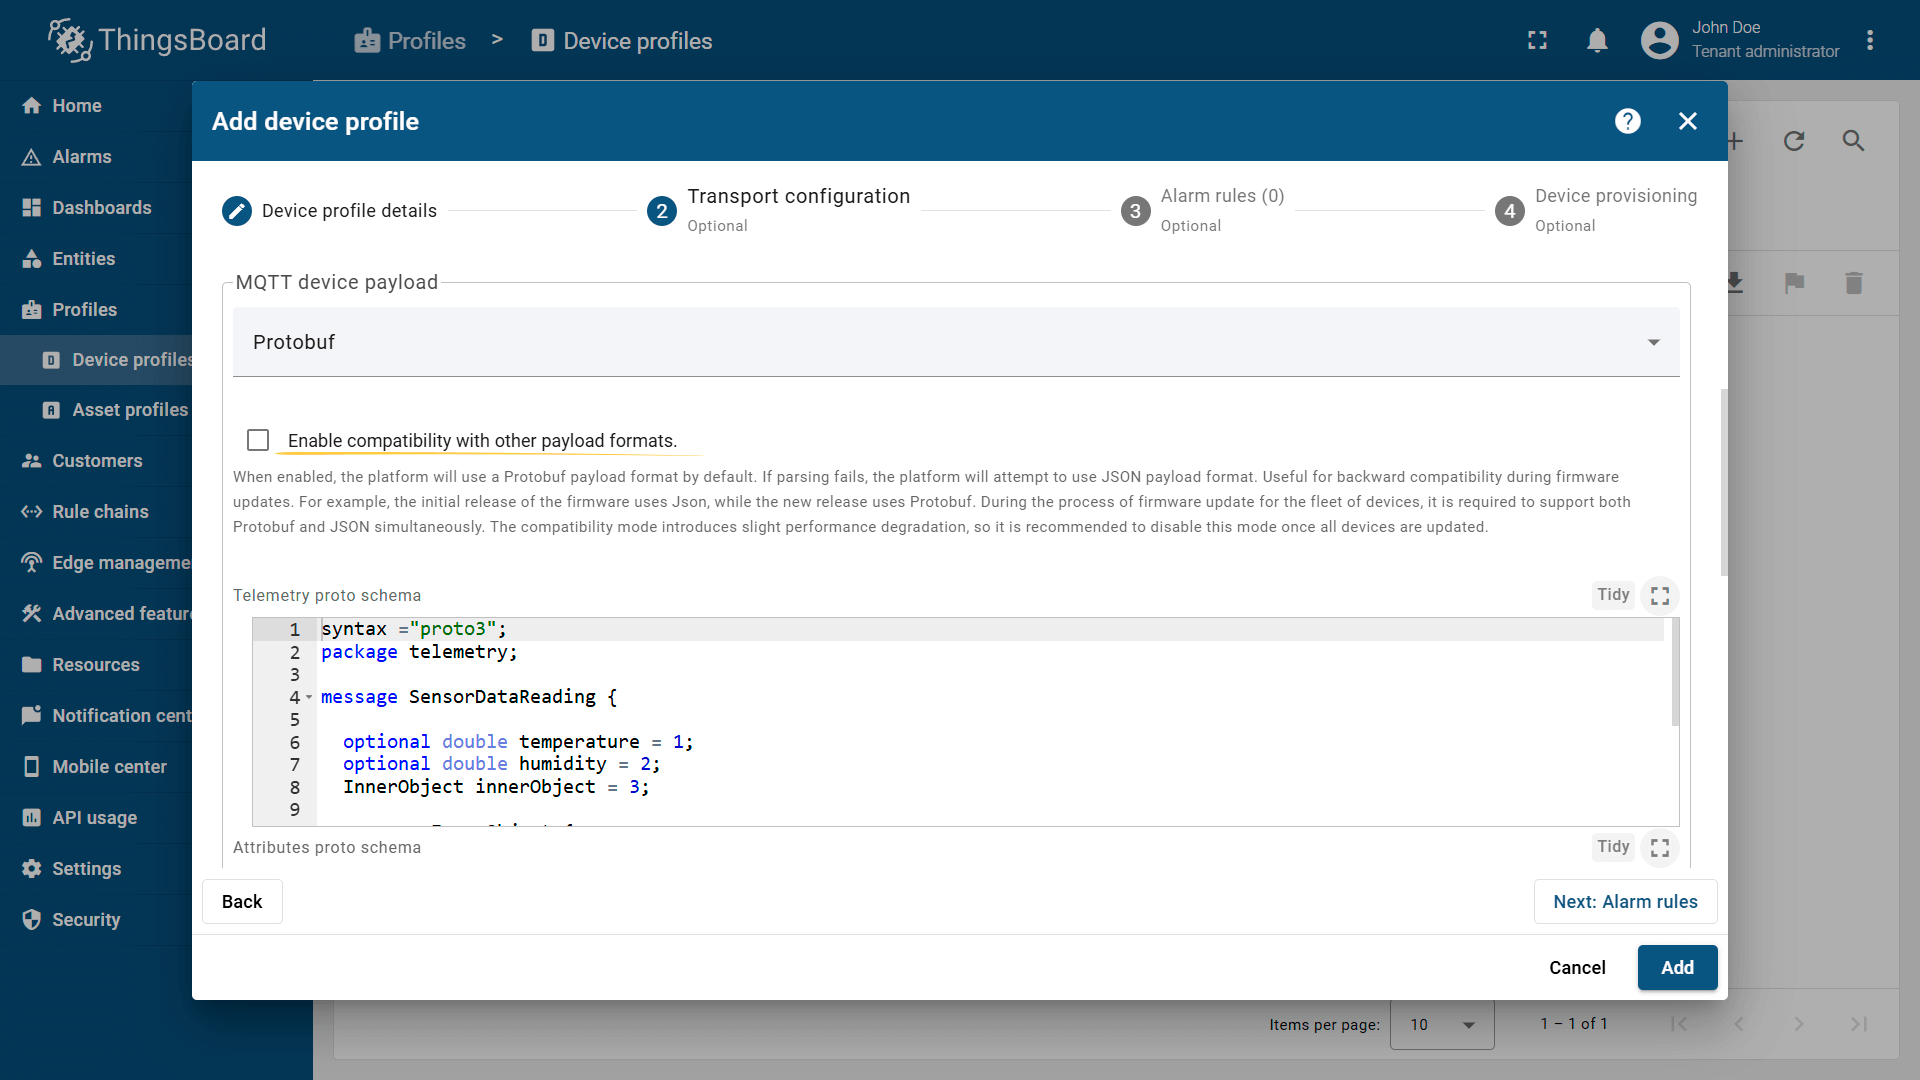 ThingsBoard
Profiles > Device profiles
John Doe
Tenant administrator
Home
Alarms
Dashboards
Entities
Profiles
Device profiles
Asset profiles
Customers
Rule chains
Edge manageme
Advanced featur
Resources
Notification cent
Mobile center
API usage
Settings
Security
Add device profile
Device profile details
2
Transport configuration
Optional
3
Alarm rules (0)
Optional
4
Device provisioning
Optional
MQTT device payload
Protobuf
Enable compatibility with other payload formats.
When enabled, the platform will use a Protobuf payload format by default. If parsing fails, the platform will attempt to use JSON payload format. Useful for backward compatibility during firmware
updates. For example, the initial release of the firmware uses Json, while the new release uses Protobuf. During the process of firmware update for the fleet of devices, it is required to support both
Protobuf and JSON simultaneously. The compatibility mode introduces slight performance degradation, so it is recommended to disable this mode once all devices are updated.
Telemetry proto schema
Tidy
1 syntax ="proto3";
2 package telemetry;
3
4 message SensorDataReading {
5
6 optional double temperature = 1;
7 optional double humidity = 2;
8 InnerObject innerObject = 3;
9
Attributes proto schema
Tidy
Back
Next: Alarm rules
Cancel
Add
Items per page:
10
1 – 1 of 1